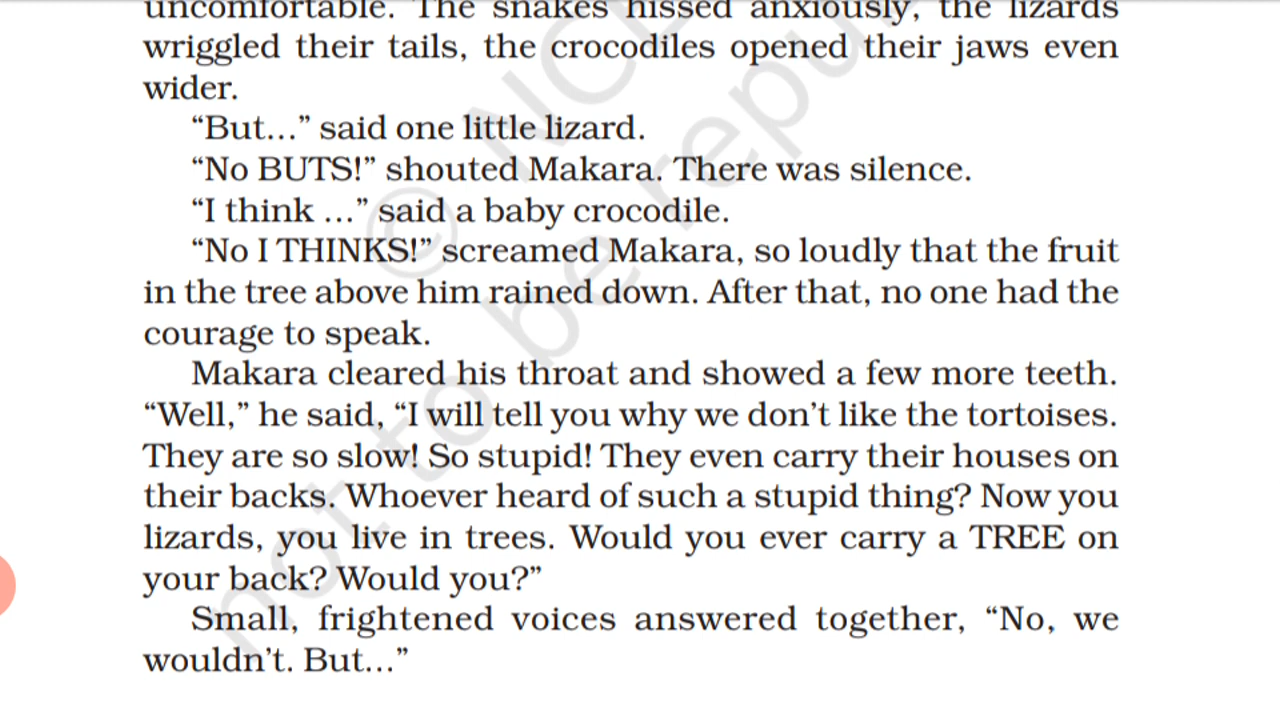 uncomfortable. The snakes hissed anxiously, the lizards
wriggled their tails, the crocodiles opened their jaws even
wider.
“But...” said one little lizard.
“No BUTS!” shouted Makara. There was silence.
“I think ...” said a baby crocodile.
“No I THINKS!” screamed Makara, so loudly that the fruit
in the tree above him rained down. After that, no one had the
courage to speak.
Makara cleared his throat and showed a few more teeth.
“Well,” he said, “I will tell you why we don’t like the tortoises.
They are so slow! So stupid! They even carry their houses on
their backs. Whoever heard of such a stupid thing? Now you
lizards, you live in trees. Would you ever carry a TREE on
your back? Would you?”
Small, frightened voices answered together, “No, we
wouldn’t. But...”
© NCE
not to be repu